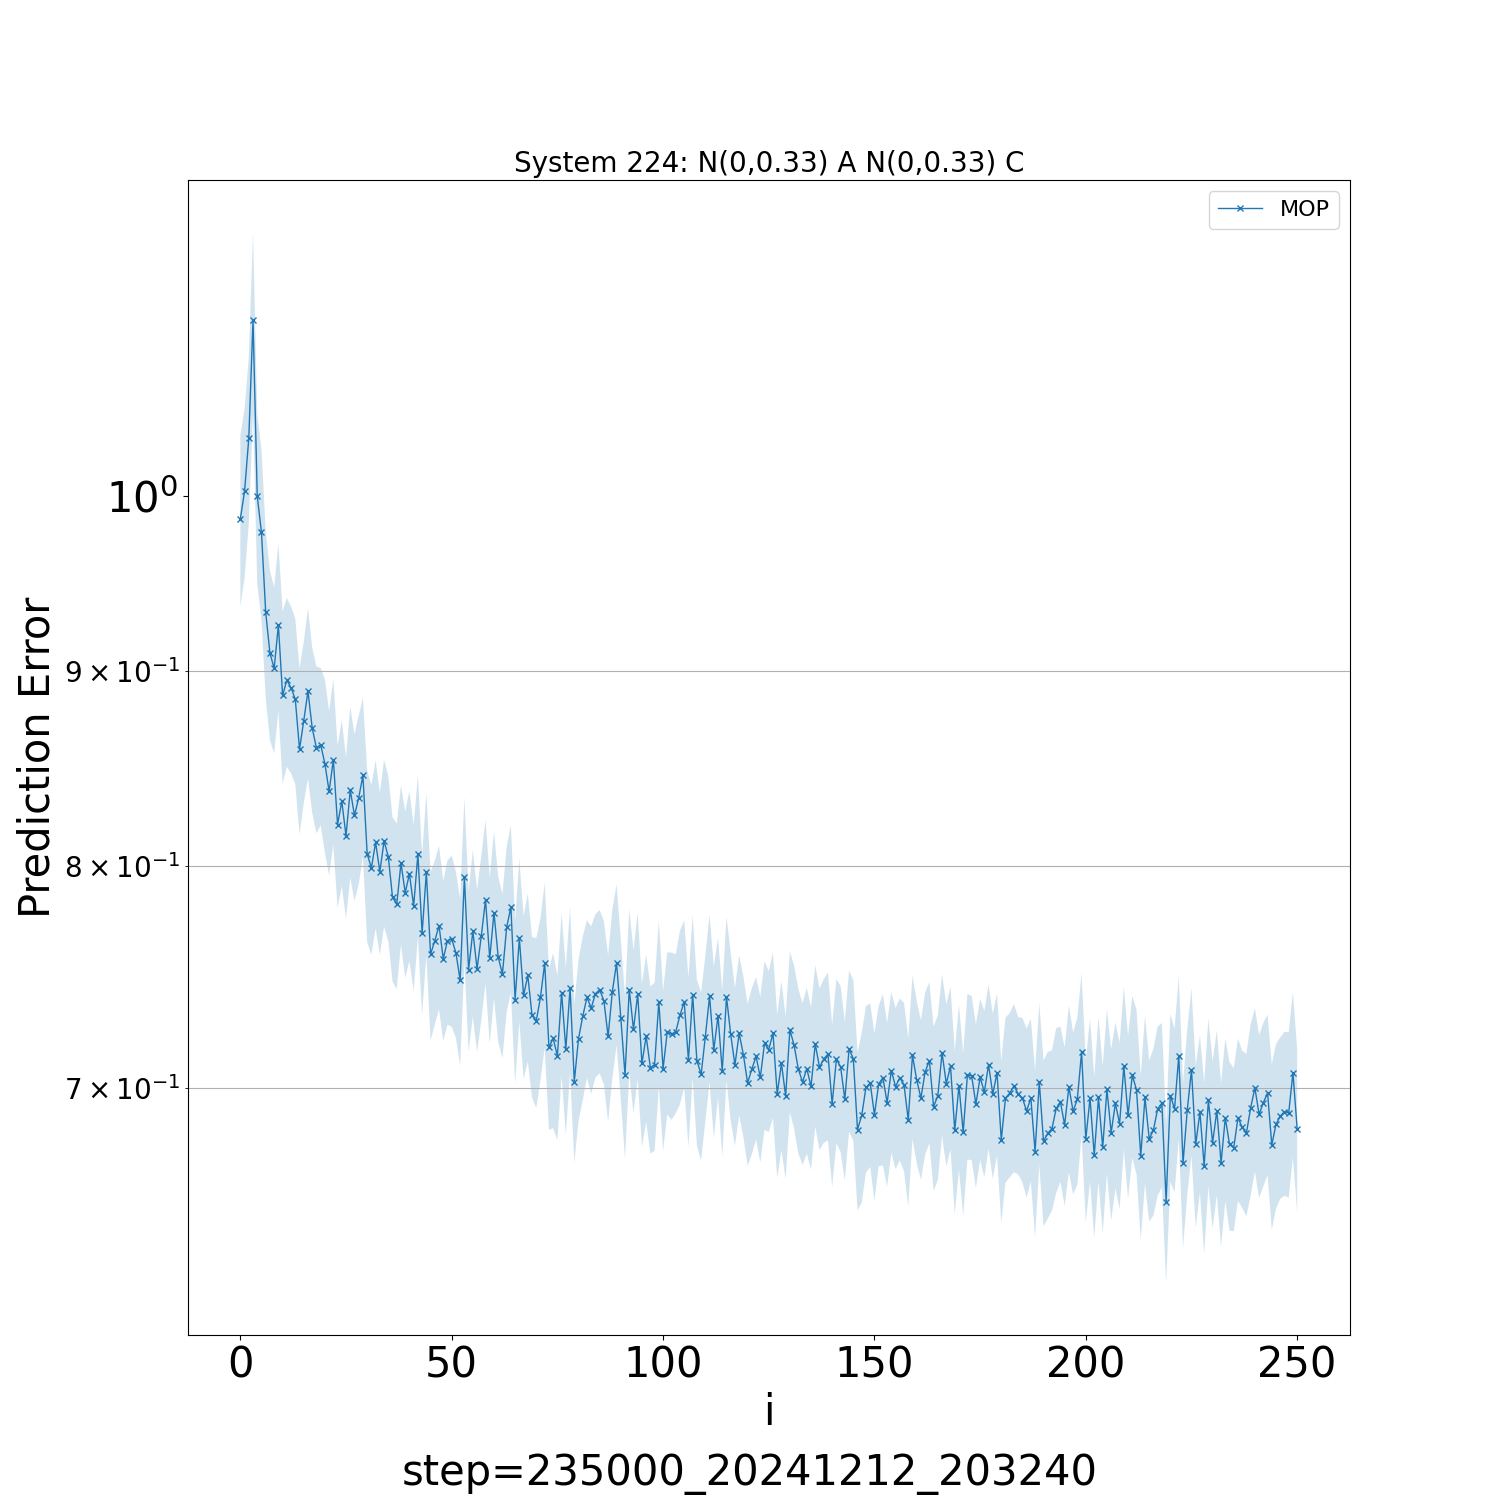 System 224: N(0,0.33) A N(0,0.33) C
MOP
Prediction Error
10⁰
9 × 10⁻¹
8 × 10⁻¹
7 × 10⁻¹
0 50 100 150 200 250
i
step=235000_20241212_203240